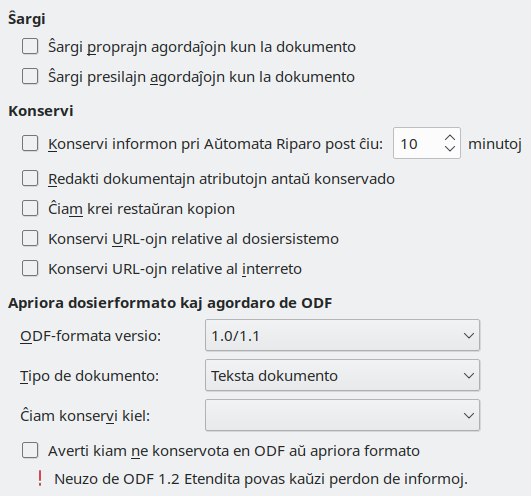 Ŝargi
Ŝargi proprajn agordaĵojn kun la dokumento
Ŝargi presilajn agordaĵojn kun la dokumento
Konservi
Konservi informon pri Aŭtomata Riparo post ĉiu: 10 minutoj
Redakti dokumentajn atributojn antaŭ konservado
Ĉiam krei restaŭran kopion
Konservi URL-ojn relative al dosiersistemo
Konservi URL-ojn relative al interreto
Apriora dosierformato kaj agordaro de ODF
ODF-formata versio: 1.0/1.1
Tipo de dokumento: Teksta dokumento
Ĉiam konservi kiel:
Averti kiam ne konservota en ODF aŭ apriora formato
! Neuzo de ODF 1.2 Etendita povas kaŭzi perdon de informoj.